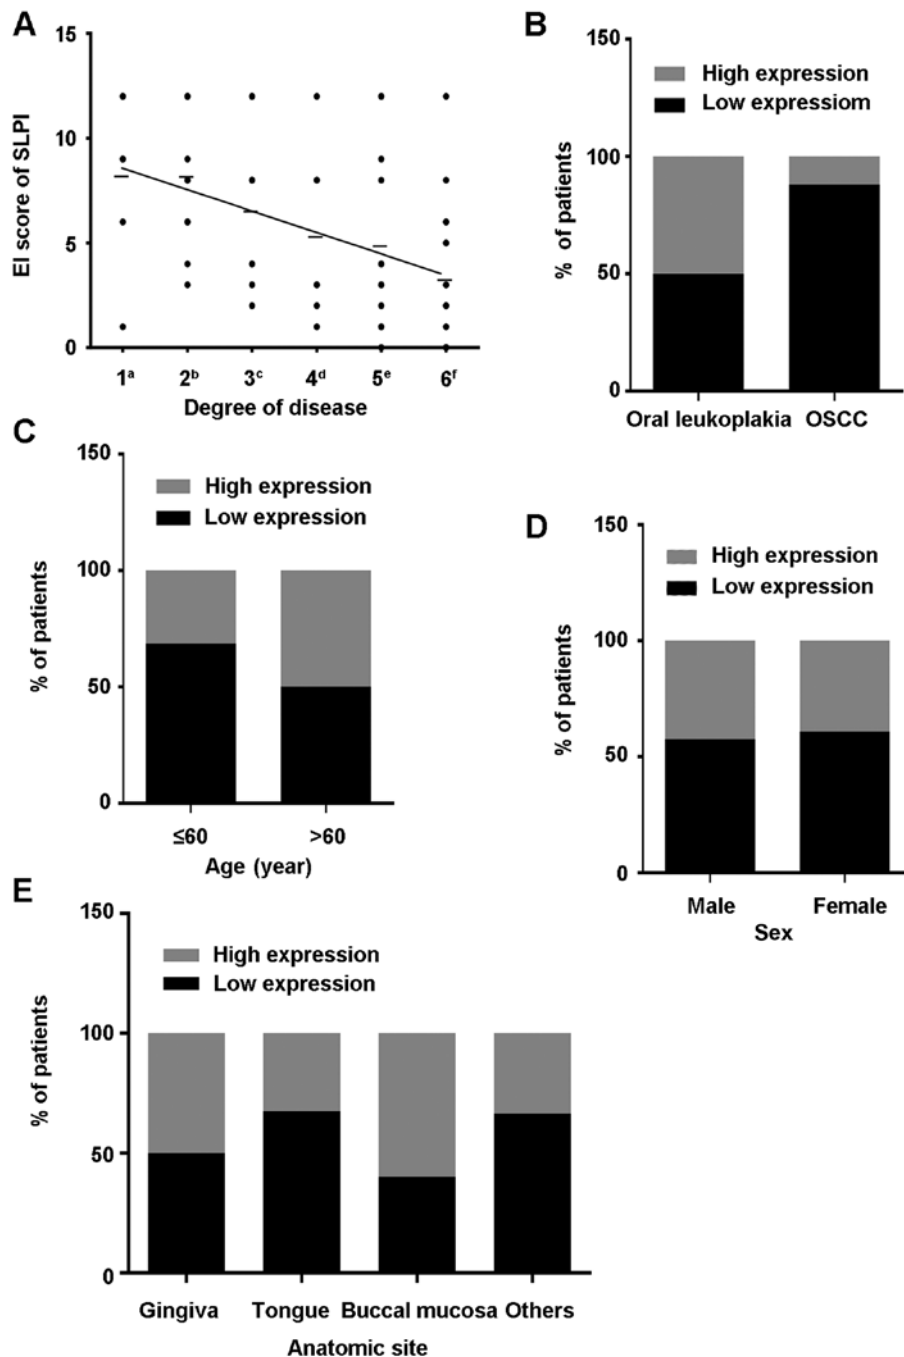 A
15
10
5
0
EI score of SLPI
1ᵃ 2ᵇ 3ᶜ 4ᵈ 5ᵉ 6ᶠ
Degree of disease
B
150
100
50
0
% of patients
High expression
Low expressiom
Oral leukoplakia OSCC
C
150
100
50
0
% of patients
High expression
Low expression
≤60 >60
Age (year)
D
150
100
50
0
% of patients
High expression
Low expression
Male Female
Sex
E
150
100
50
0
% of patients
High expression
Low expression
Gingiva Tongue Buccal mucosa Others
Anatomic site